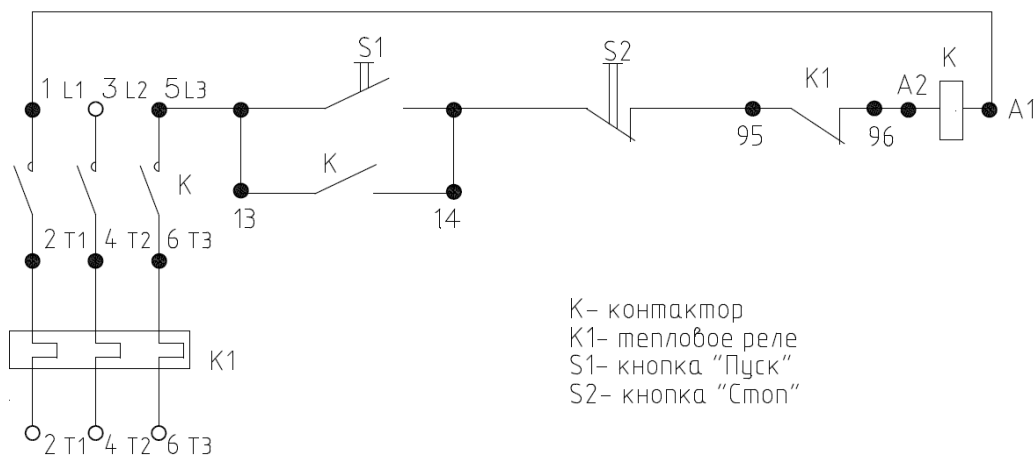 S1
S2
K
1 L1 3 L2 5 L3
K1
A2
A1
95
96
K
K
13
14
2 T1 4 T2 6 T3
K1
2 T1 4 T2 6 T3
K- контактор
K1- тепловое реле
S1- кнопка "Пуск"
S2- кнопка "Стоп"